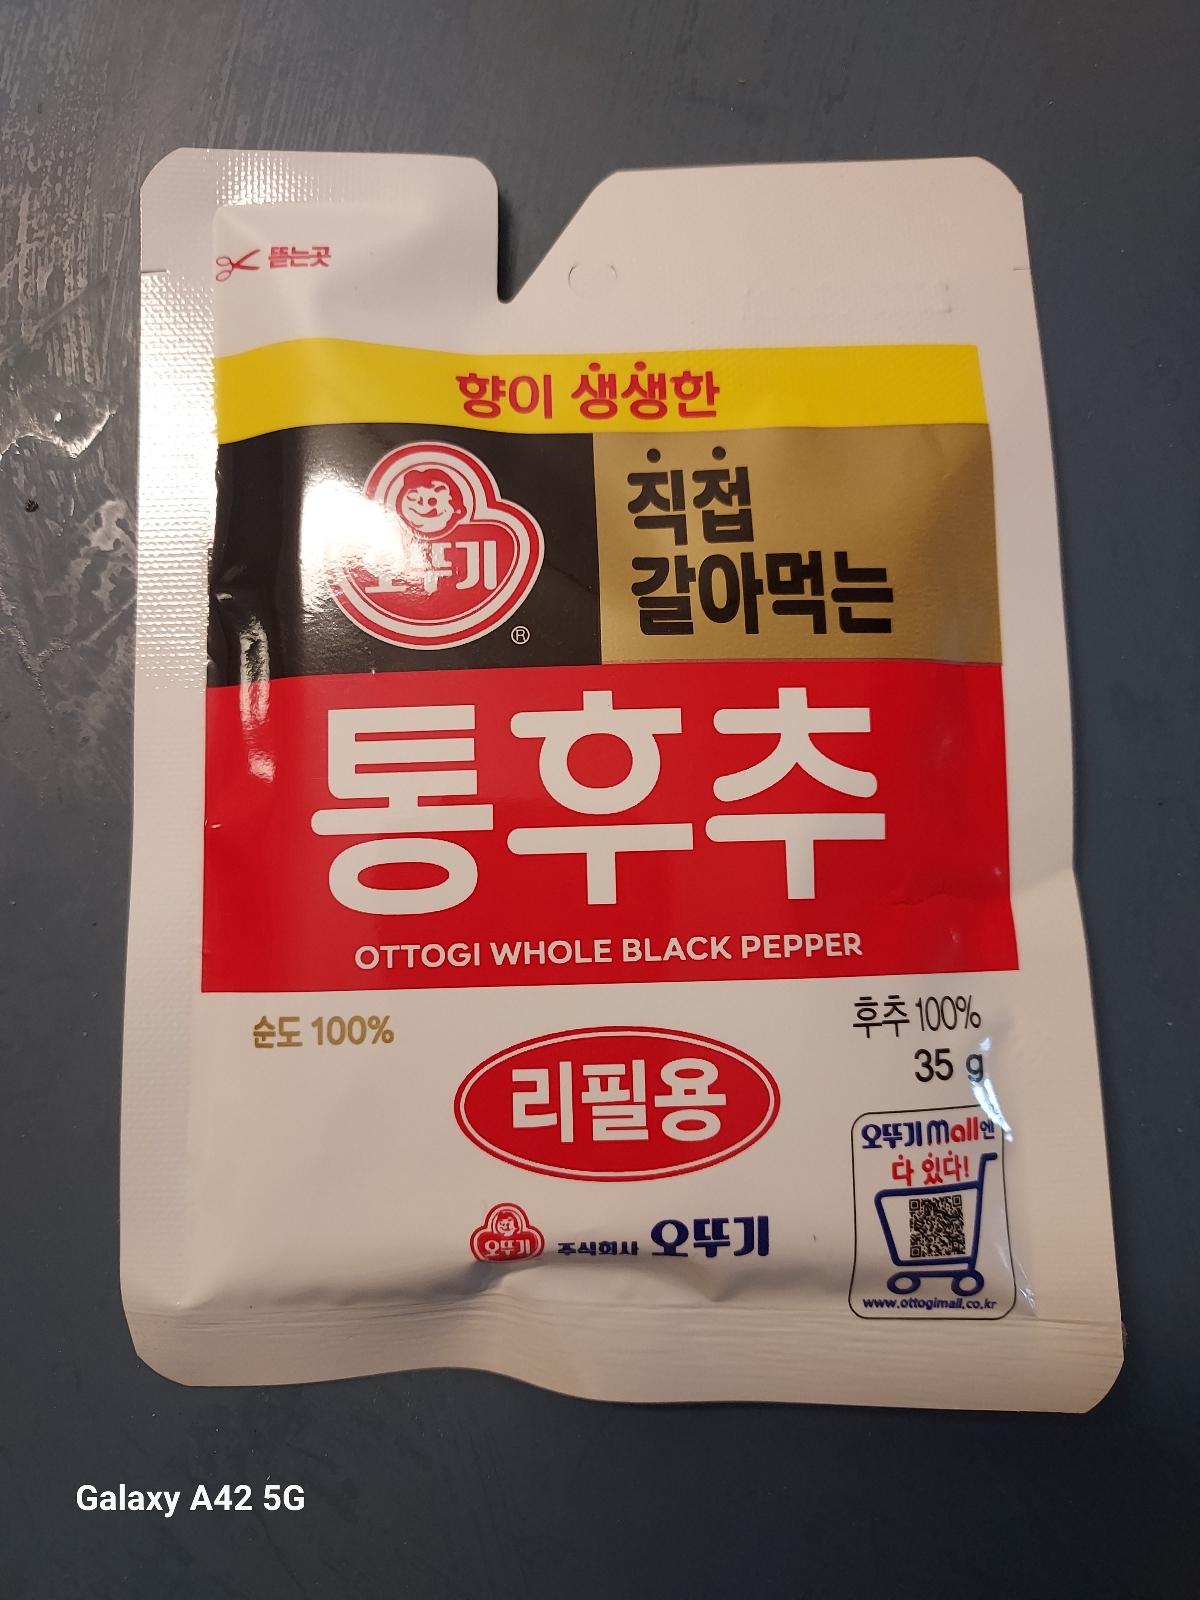 뜯는곳
향이 생생한
오뚜기
®
직접
갈아먹는
통후추
OTTOGI WHOLE BLACK PEPPER
순도 100%
후추 100%
35 g
리필용
오뚜기mall엔
다 있다!
www.ottogimall.co.kr
오뚜기 주식회사 오뚜기
Galaxy A42 5G